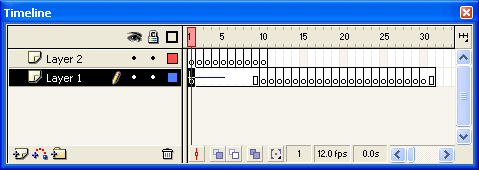 Timeline
1 5 10 15 20 25 30
Layer 2
Layer 1
1 12.0 fps 0.0s